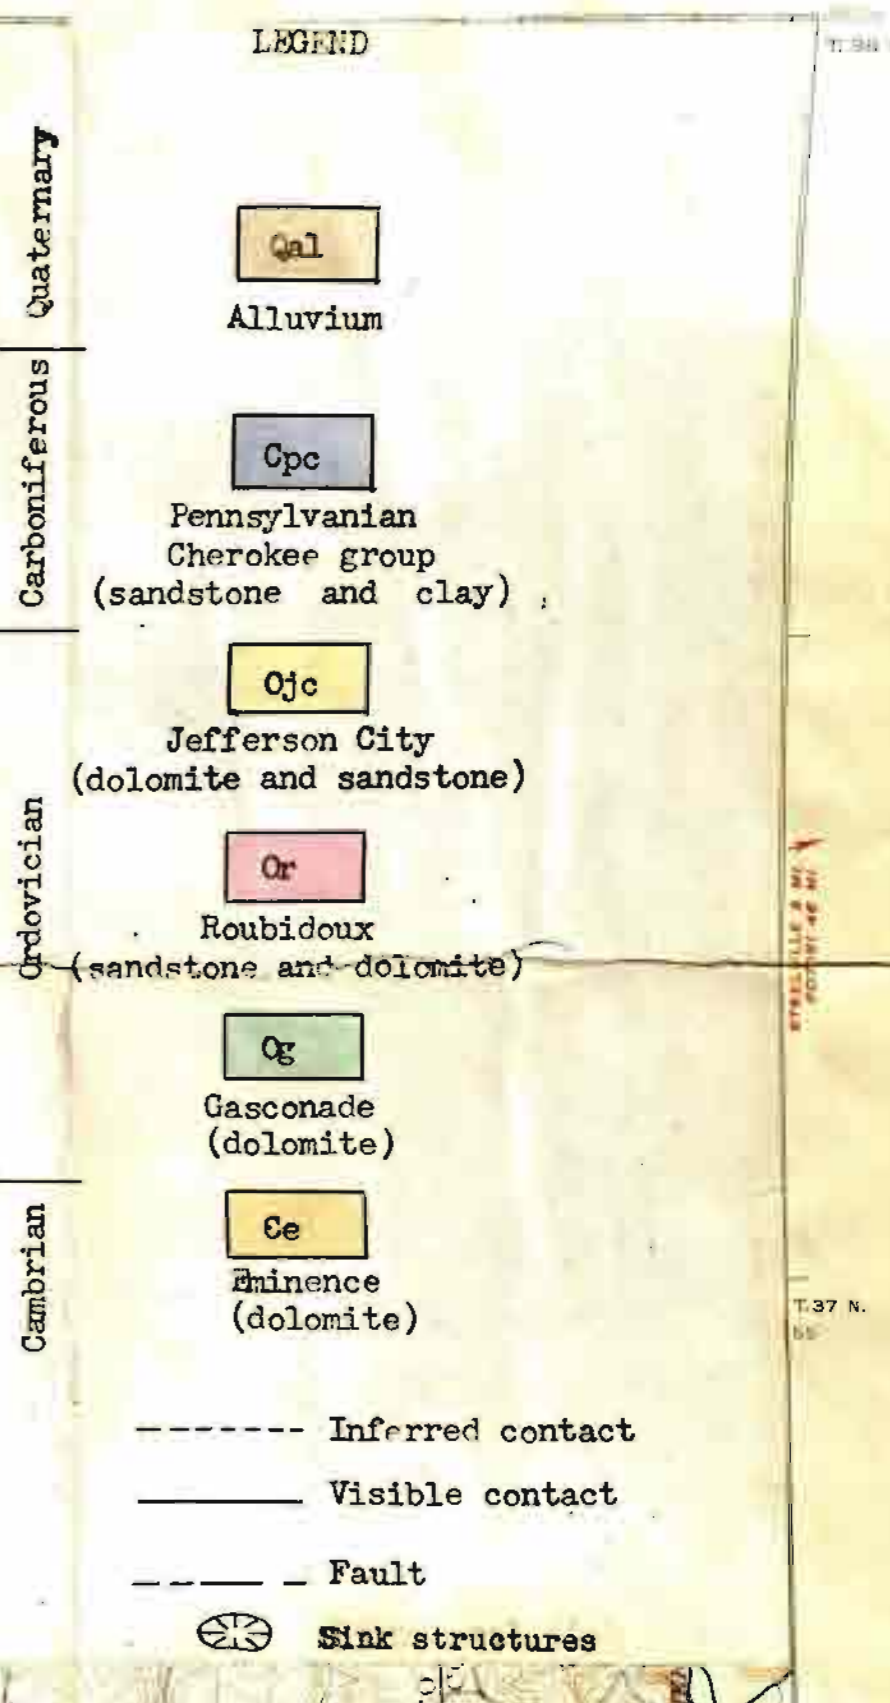 LEGEND
Quaternary
Qal
Alluvium
Carboniferous
Cpc
Pennsylvanian
Cherokee group
(sandstone and clay)
Ordovician
Ojc
Jefferson City
(dolomite and sandstone)
Or
Roubidoux
(sandstone and dolomite)
Og
Gasconade
(dolomite)
Cambrian
Єe
Eminence
(dolomite)
Inferred contact
Visible contact
Fault
Sink structures
T. 37 N.